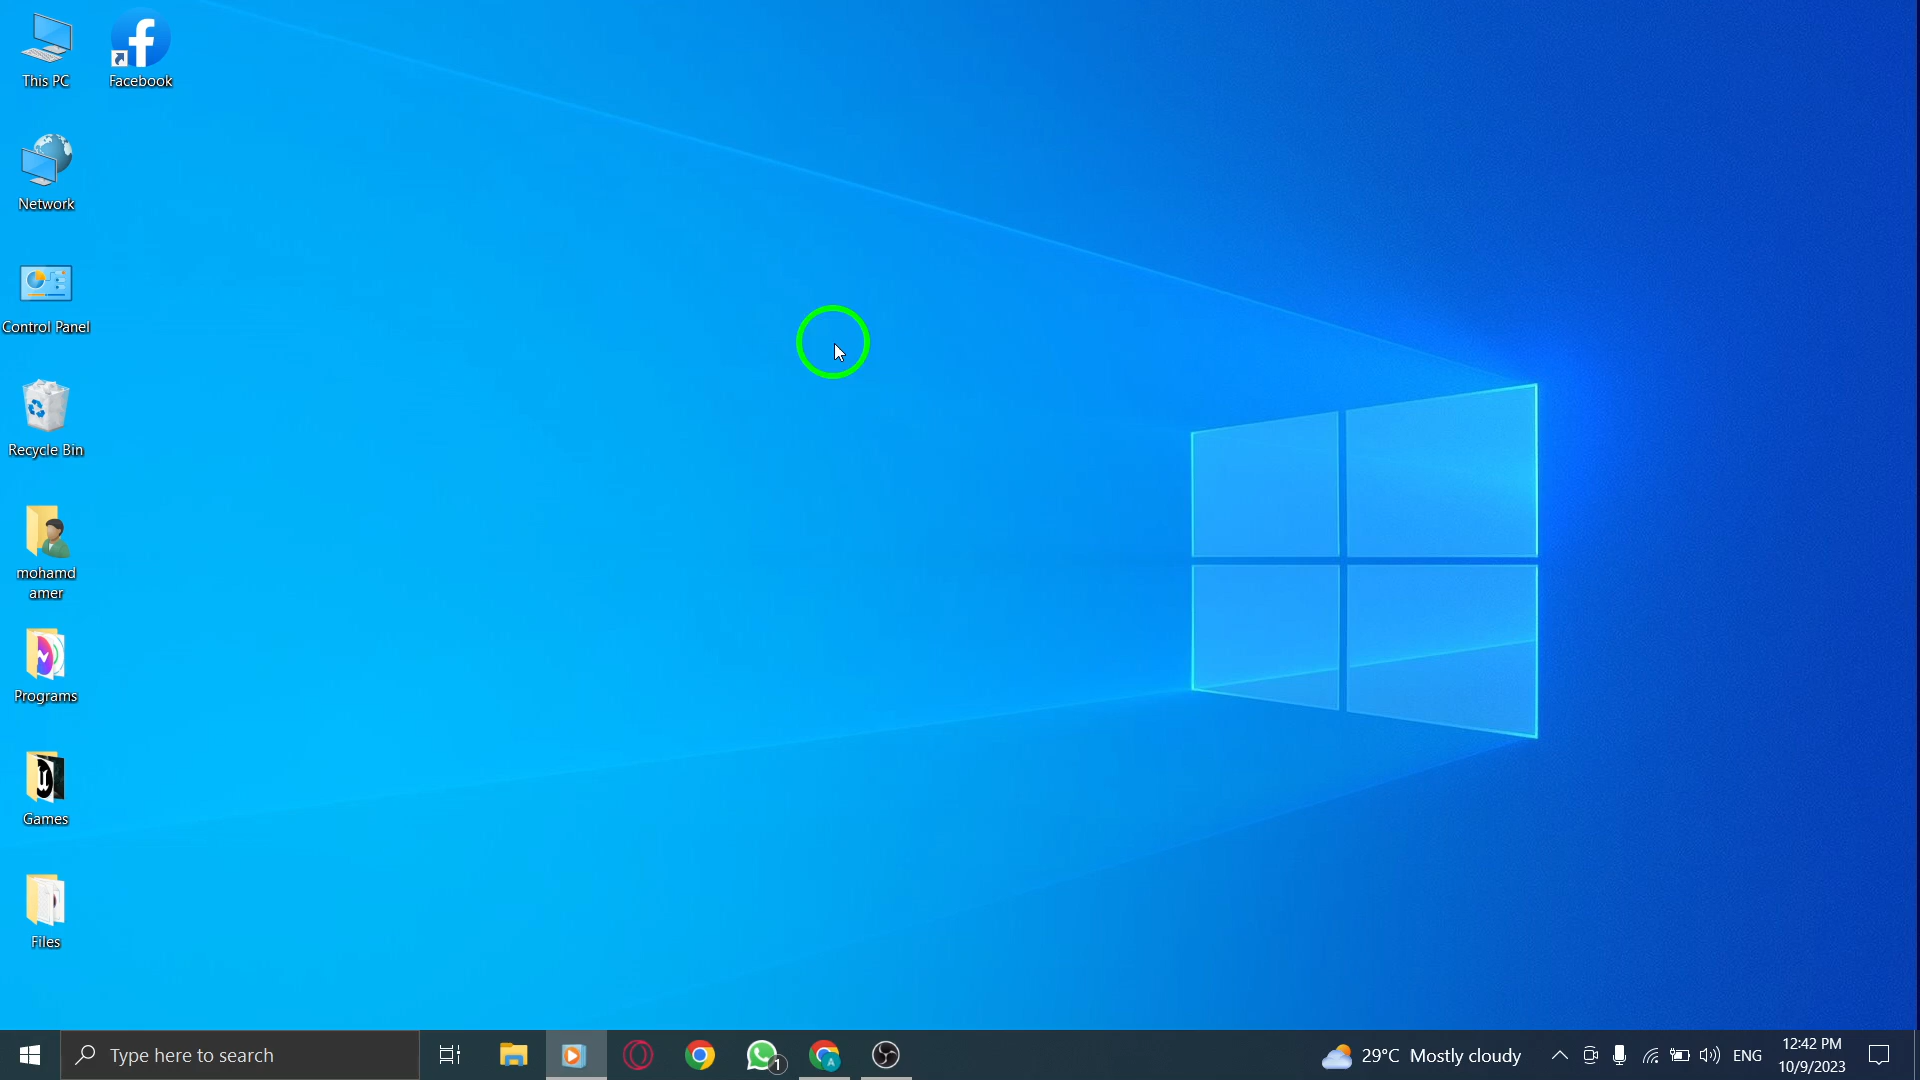 This PC
Facebook
Network
Control Panel
Recycle Bin
mohamd
amer
Programs
Games
Files
Type here to search
1
A
29°C Mostly cloudy
ENG
12:42 PM
10/9/2023